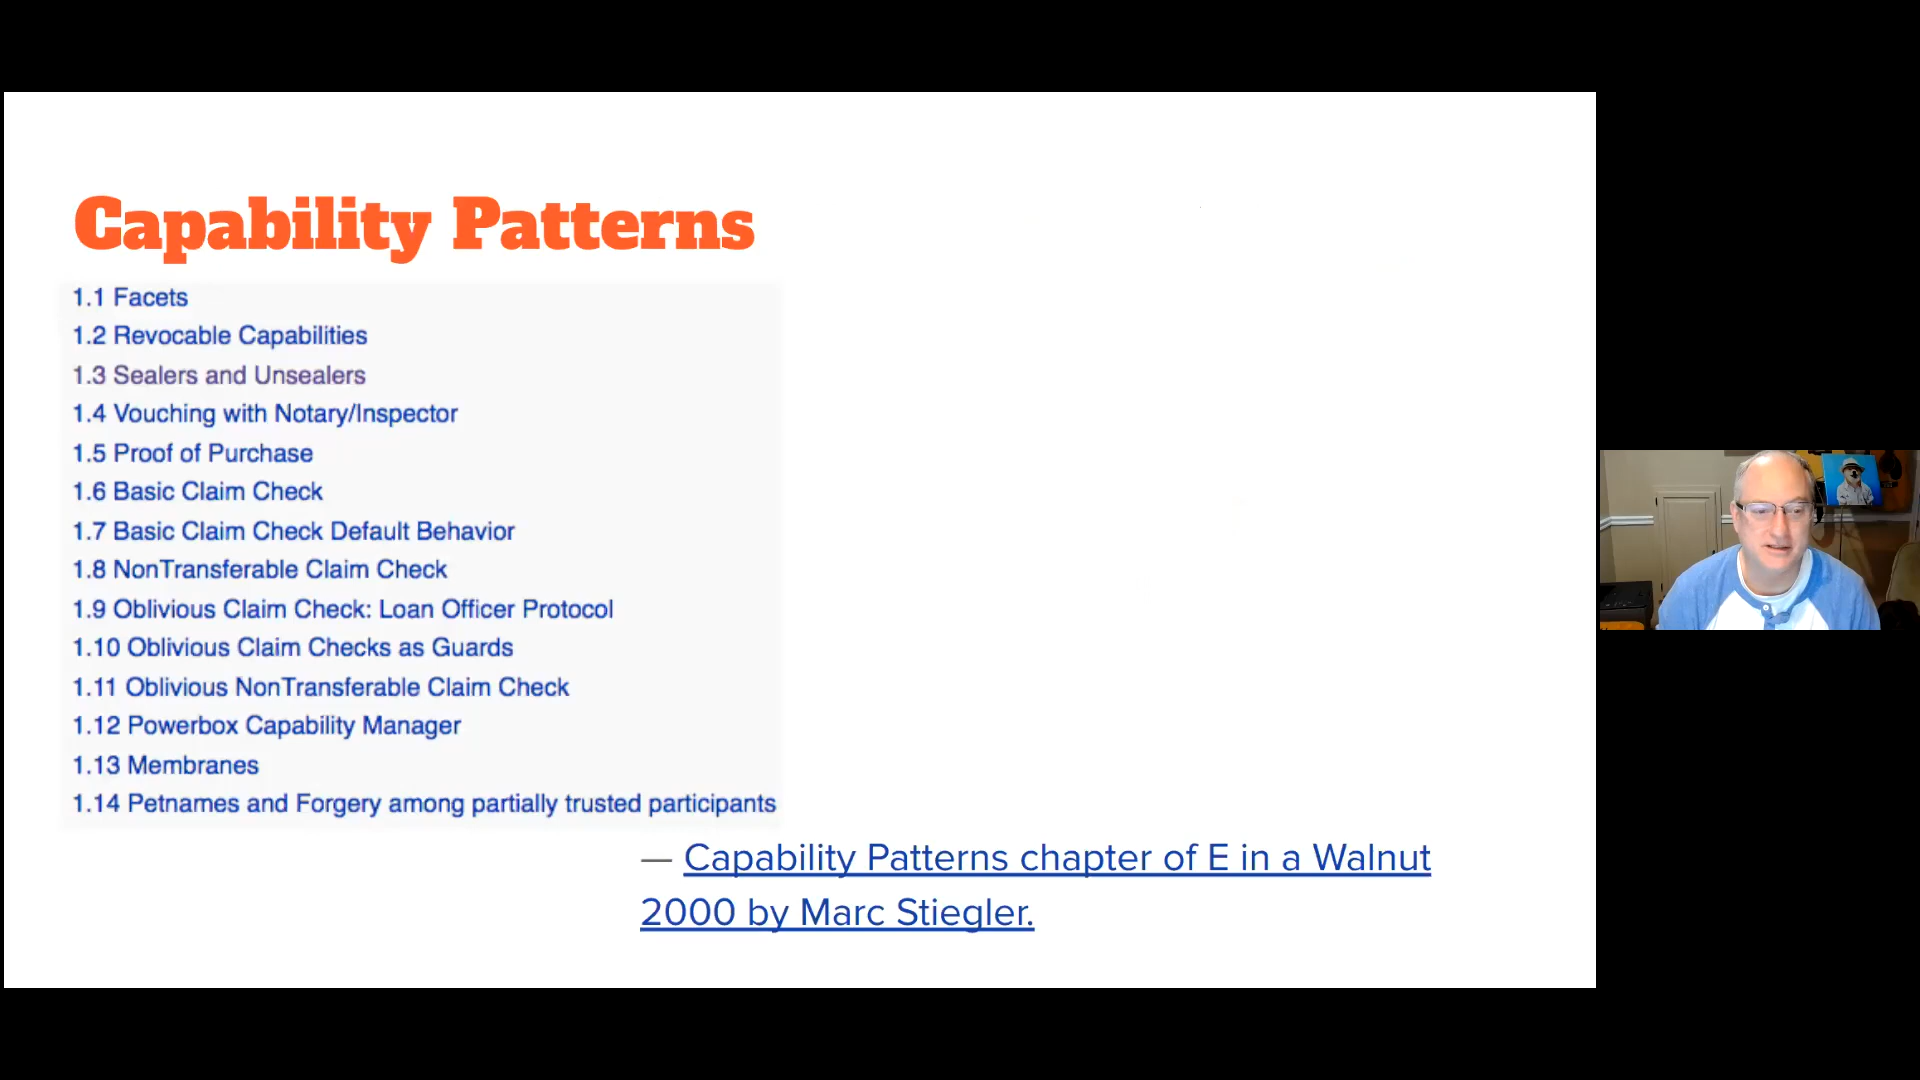 Capability Patterns
1.1 Facets
1.2 Revocable Capabilities
1.3 Sealers and Unsealers
1.4 Vouching with Notary/Inspector
1.5 Proof of Purchase
1.6 Basic Claim Check
1.7 Basic Claim Check Default Behavior
1.8 NonTransferable Claim Check
1.9 Oblivious Claim Check: Loan Officer Protocol
1.10 Oblivious Claim Checks as Guards
1.11 Oblivious NonTransferable Claim Check
1.12 Powerbox Capability Manager
1.13 Membranes
1.14 Petnames and Forgery among partially trusted participants
— Capability Patterns chapter of E in a Walnut
2000 by Marc Stiegler.